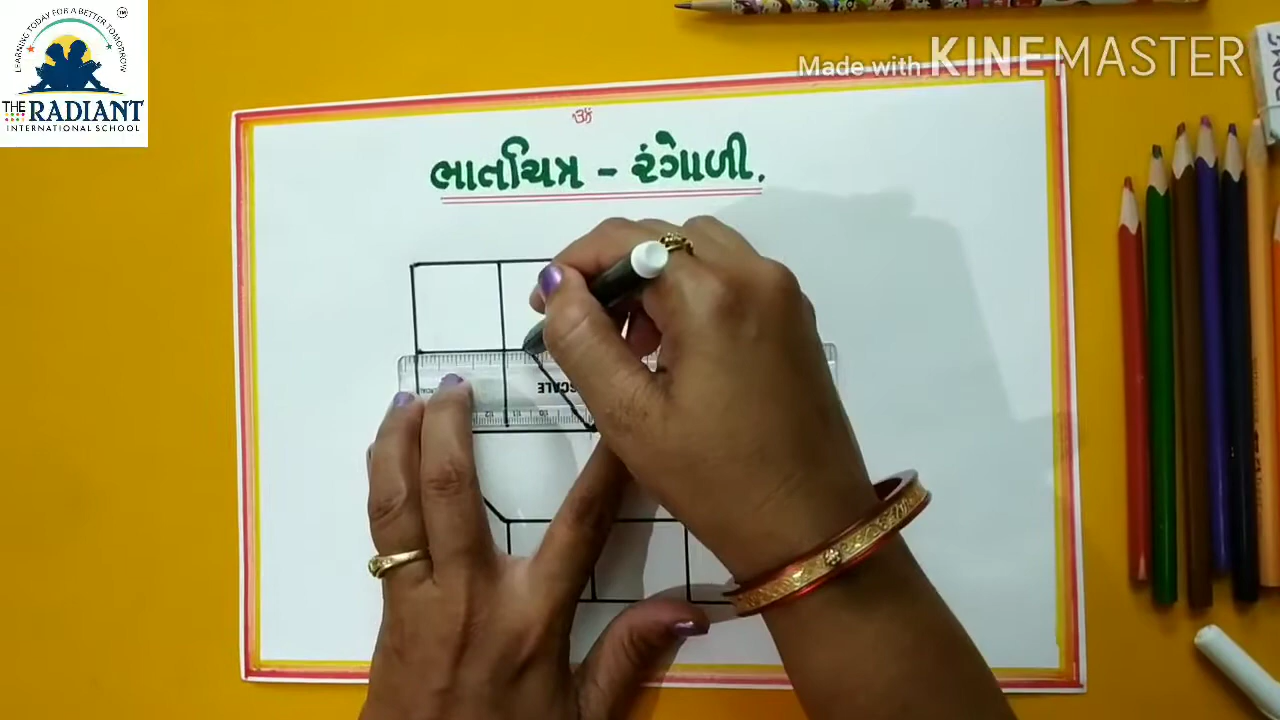 LEARNING TODAY FOR A BETTER TOMORROW
THE RADIANT
INTERNATIONAL SCHOOL
Made with KINEMASTER
ૐ
ભાતચિત્ર - રંગોળી.
SCALE